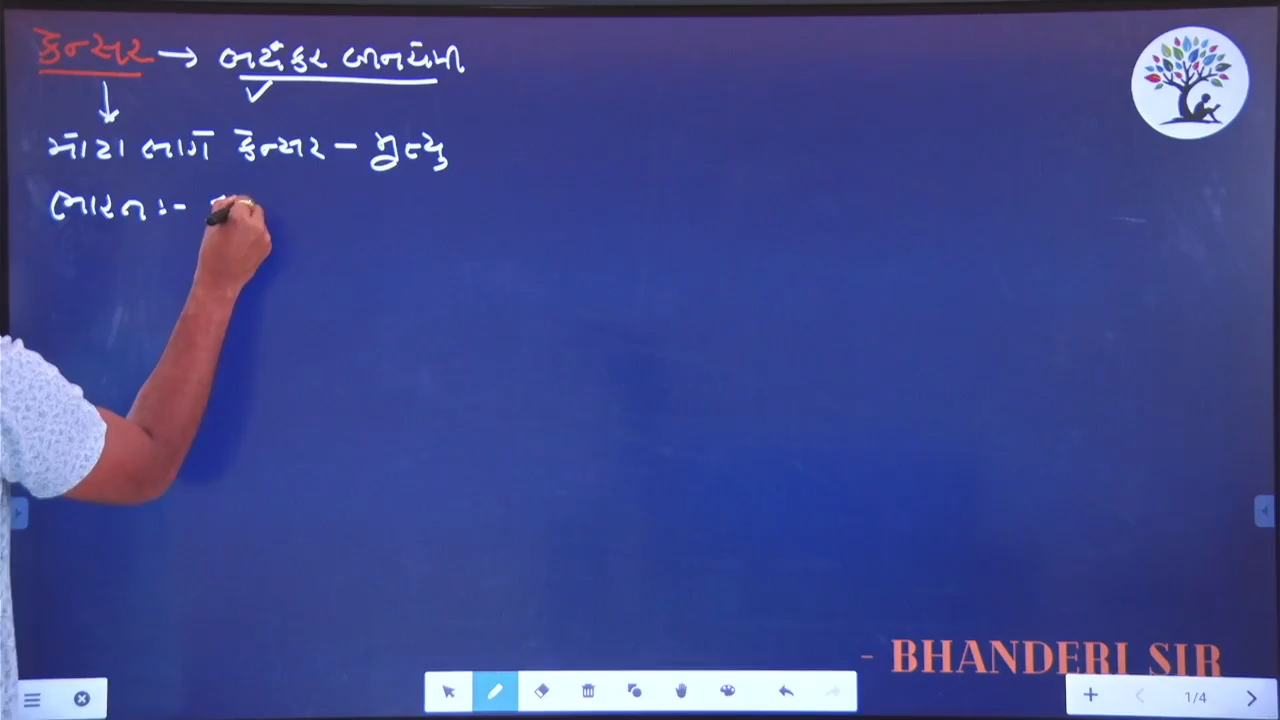 કેન્સર → ભયંકર બીમારી
મોટા ભાગે કેન્સર - મૃત્યુ
ભારત :-
- BHANDERI SIR
1/4